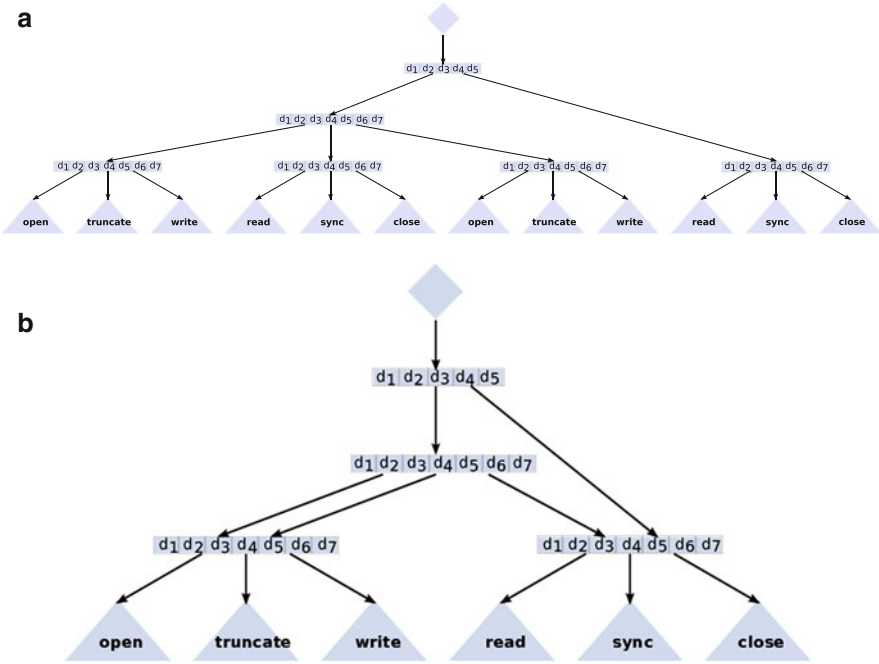 a
d1 d2 d3 d4 d5
d1 d2 d3 d4 d5 d6 d7
d1 d2 d3 d4 d5 d6 d7 d1 d2 d3 d4 d5 d6 d7 d1 d2 d3 d4 d5 d6 d7 d1 d2 d3 d4 d5 d6 d7
open truncate write read sync close open truncate write read sync close
b
d1 d2 d3 d4 d5
d1 d2 d3 d4 d5 d6 d7
d1 d2 d3 d4 d5 d6 d7 d1 d2 d3 d4 d5 d6 d7
open truncate write read sync close